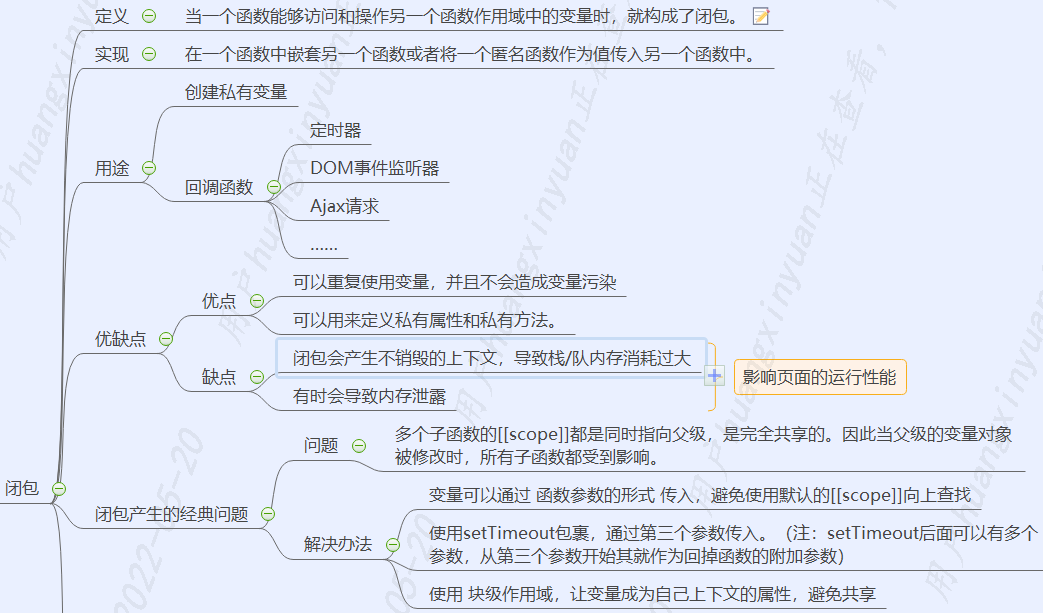 定义
当一个函数能够访问和操作另一个函数作用域中的变量时，就构成了闭包。
实现
在一个函数中嵌套另一个函数或者将一个匿名函数作为值传入另一个函数中。
用途
创建私有变量
回调函数
定时器
DOM事件监听器
Ajax请求
......
优缺点
优点
可以重复使用变量，并且不会造成变量污染
可以用来定义私有属性和私有方法。
缺点
闭包会产生不销毁的上下文，导致栈/队内存消耗过大
有时会导致内存泄露
影响页面的运行性能
闭包
闭包产生的经典问题
问题
多个子函数的[[scope]]都是同时指向父级，是完全共享的。因此当父级的变量对象
被修改时，所有子函数都受到影响。
解决办法
变量可以通过 函数参数的形式 传入，避免使用默认的[[scope]]向上查找
使用setTimeout包裹，通过第三个参数传入。（注：setTimeout后面可以有多个
参数，从第三个参数开始其就作为回掉函数的附加参数）
使用 块级作用域，让变量成为自己上下文的属性，避免共享
用户huangxinyuan正在查看，
用户huangxinyuan正在查看，
2022-05-20